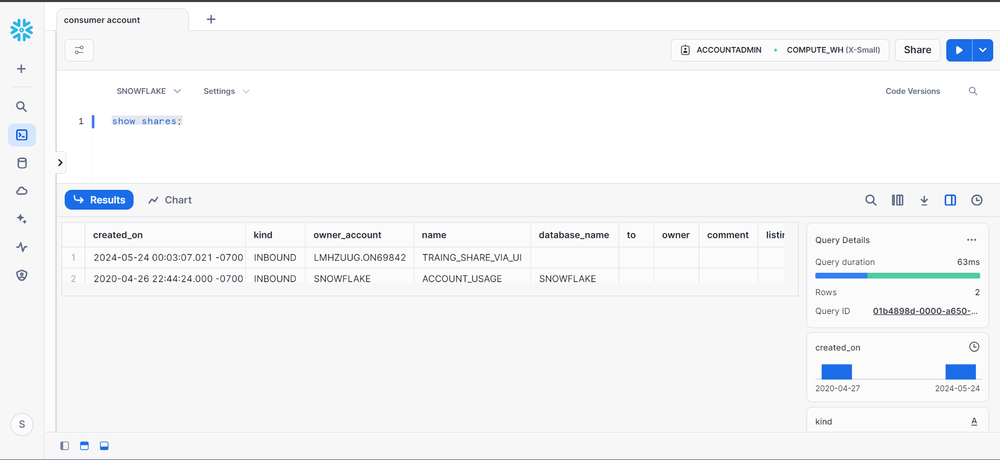 consumer account
ACCOUNTADMIN COMPUTE_WH (X-Small) Share
SNOWFLAKE Settings Code Versions
1 show shares;
Results Chart
created_on kind owner_account name database_name to owner comment listin
1 2024-05-24 00:03:07.021 -0700 INBOUND LMHZUUG.ON69842 TRAING_SHARE_VIA_UI
2 2020-04-26 22:44:24.000 -0700 INBOUND SNOWFLAKE ACCOUNT_USAGE SNOWFLAKE
Query Details ...
Query duration 63ms
Rows 2
Query ID 01b4898d-0000-a650-...
created_on
2020-04-27 2024-05-24
kind A
S